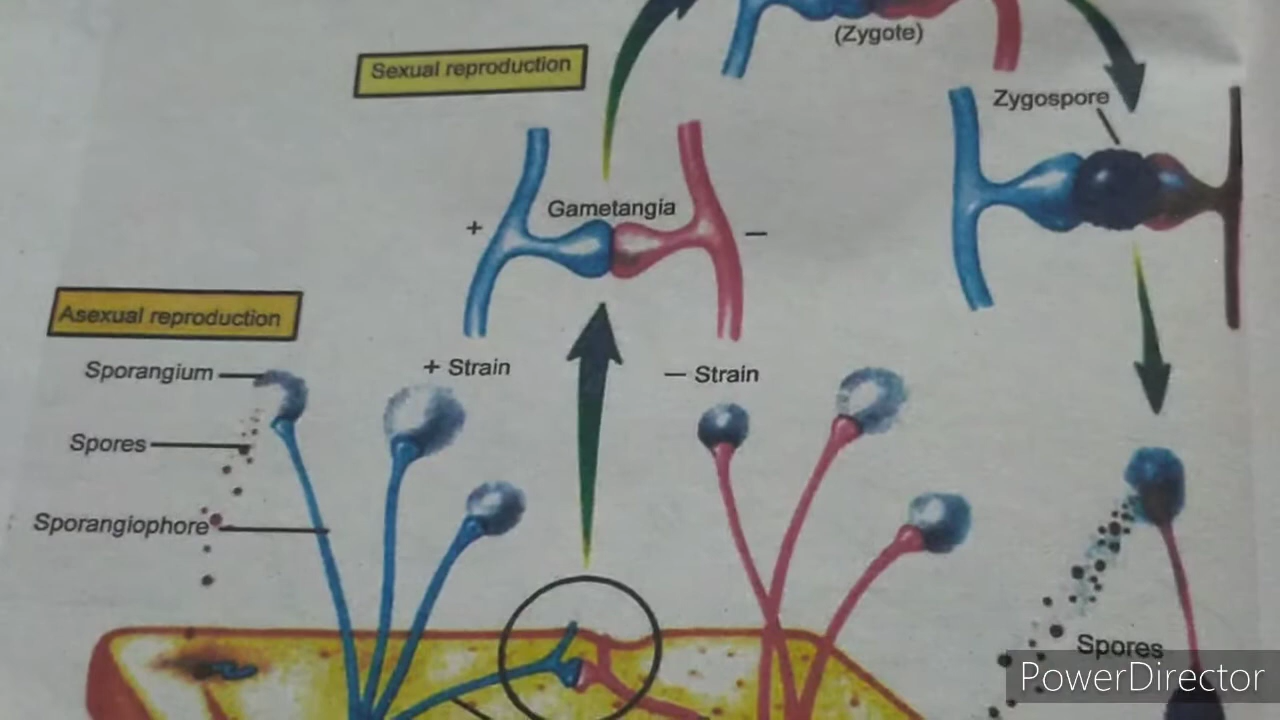 (Zygote)
Sexual reproduction
Zygospore
Gametangia
+
—
Asexual reproduction
Sporangium
+ Strain
— Strain
Spores
Sporangiophore
Spores
PowerDirector